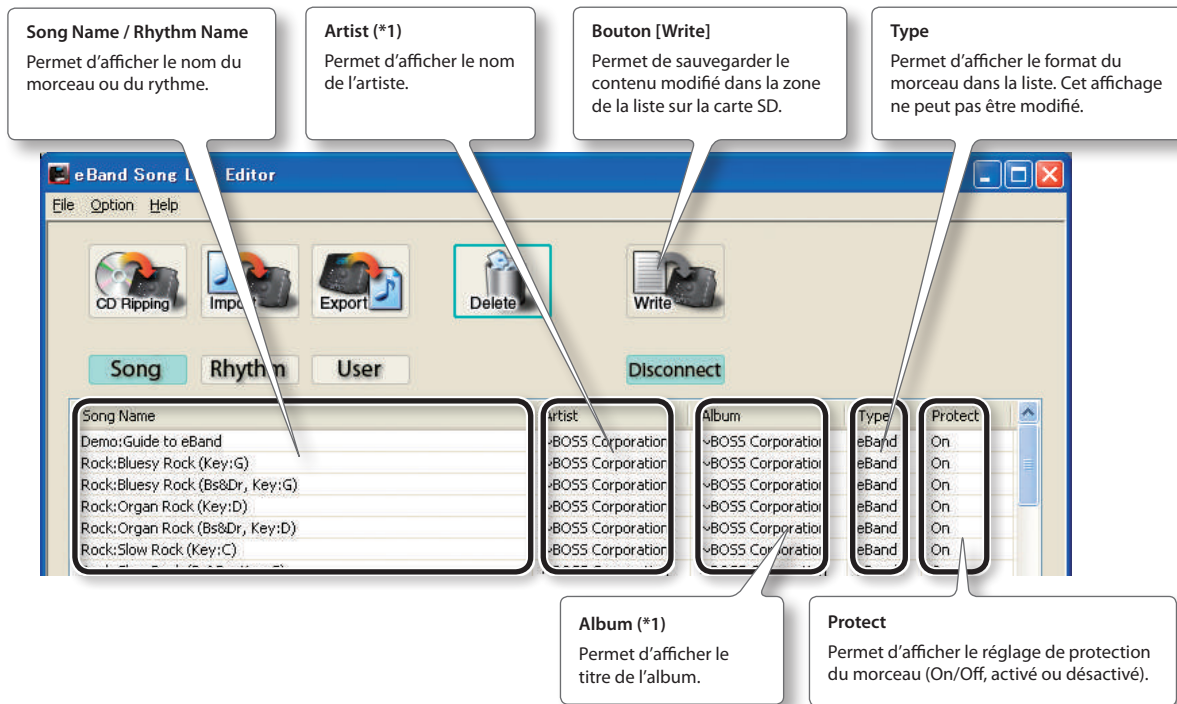 Song Name / Rhythm Name
Permet d’afficher le nom du
morceau ou du rythme.
Artist (*1)
Permet d’afficher le nom
de l’artiste.
Bouton [Write]
Permet de sauvegarder le
contenu modifié dans la zone
de la liste sur la carte SD.
Type
Permet d’afficher le format du
morceau dans la liste. Cet affichage
ne peut pas être modifié.
eBand Song L Editor
File Option Help
CD Ripping Import Export Delete Write
Song Rhythm User Disconnect
Song Name Artist Album Type Protect
Demo:Guide to eBand ~BOSS Corporation ~BOSS Corporation eBand On
Rock:Bluesy Rock (Key:G) ~BOSS Corporation ~BOSS Corporation eBand On
Rock:Bluesy Rock (Bs&Dr, Key:G) ~BOSS Corporation ~BOSS Corporation eBand On
Rock:Organ Rock (Key:D) ~BOSS Corporation ~BOSS Corporation eBand On
Rock:Organ Rock (Bs&Dr, Key:D) ~BOSS Corporation ~BOSS Corporation eBand On
Rock:Slow Rock (Key:C) ~BOSS Corporation ~BOSS Corporation eBand On
Album (*1)
Permet d’afficher le
titre de l’album.
Protect
Permet d’afficher le réglage de protection
du morceau (On/Off, activé ou désactivé).